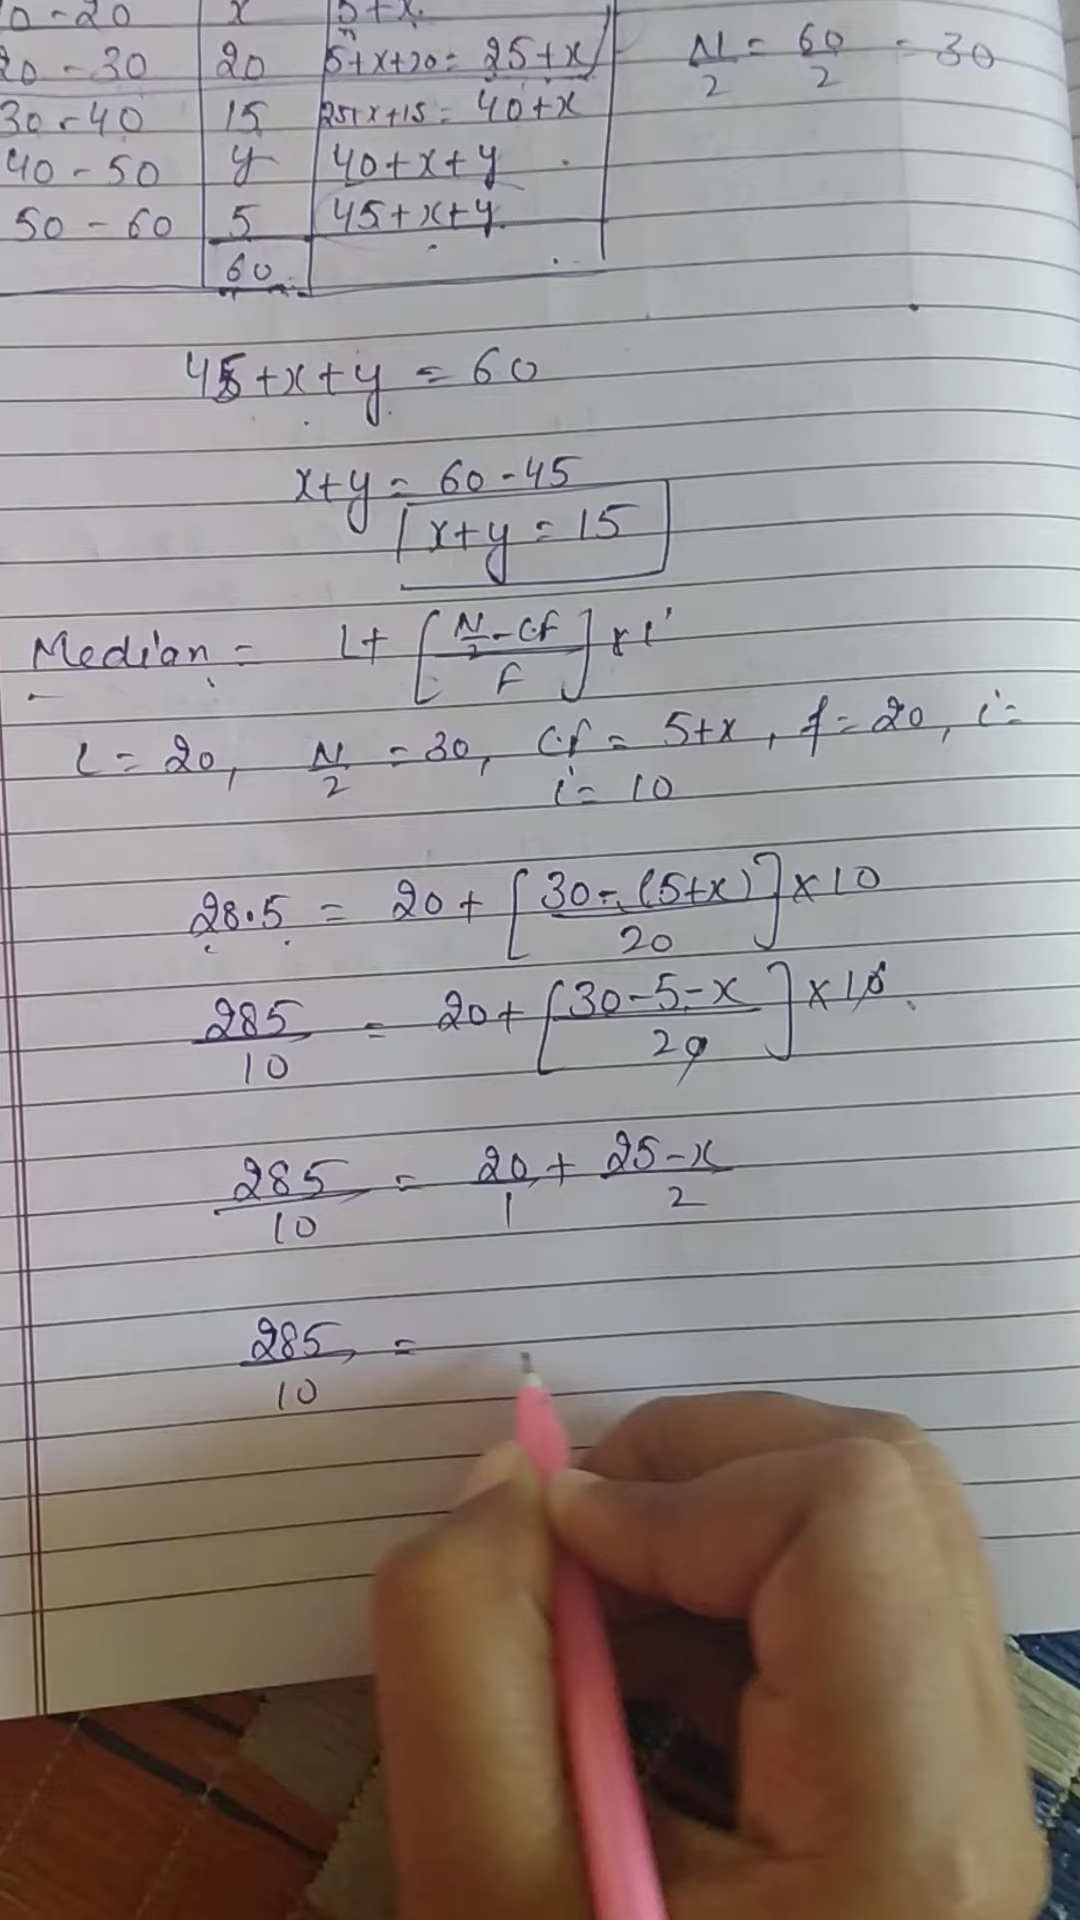 10-20 x 5+x
20-30 20 5+x+20= 25+x N/2 = 60/2 = 30
30-40 15 25+x+15= 40+x
40-50 y 40+x+y
50-60 5 45+x+y
60
45+x+y = 60
x+y = 60-45
x+y = 15
Median = L+ [N/2-Cf / F] ×i
L=20, N/2 =30, Cf= 5+x, f=20, i=
i= 10
28.5 = 20+ [30-(5+x) / 20] ×10
285/10 = 20+ [30-5-x / 20] ×10
285/10 = 20/1 + 25-x/2
285/10 =